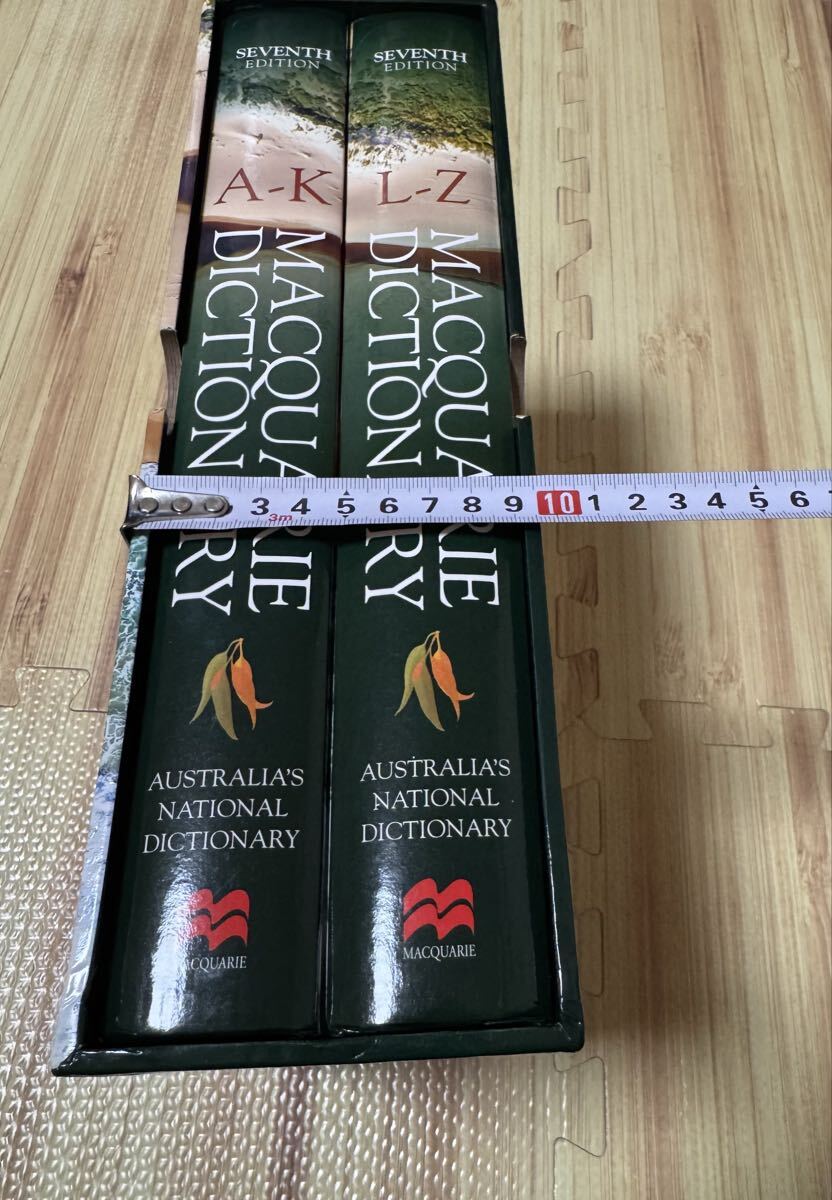 SEVENTH
EDITION
A-K
MACQUARIE
DICTIONARY
AUSTRALIA'S
NATIONAL
DICTIONARY
MACQUARIE
SEVENTH
EDITION
L-Z
MACQUARIE
DICTIONARY
AUSTRALIA'S
NATIONAL
DICTIONARY
MACQUARIE
3 4 5 6 7 8 9 10 1 2 3 4 5 6
3m